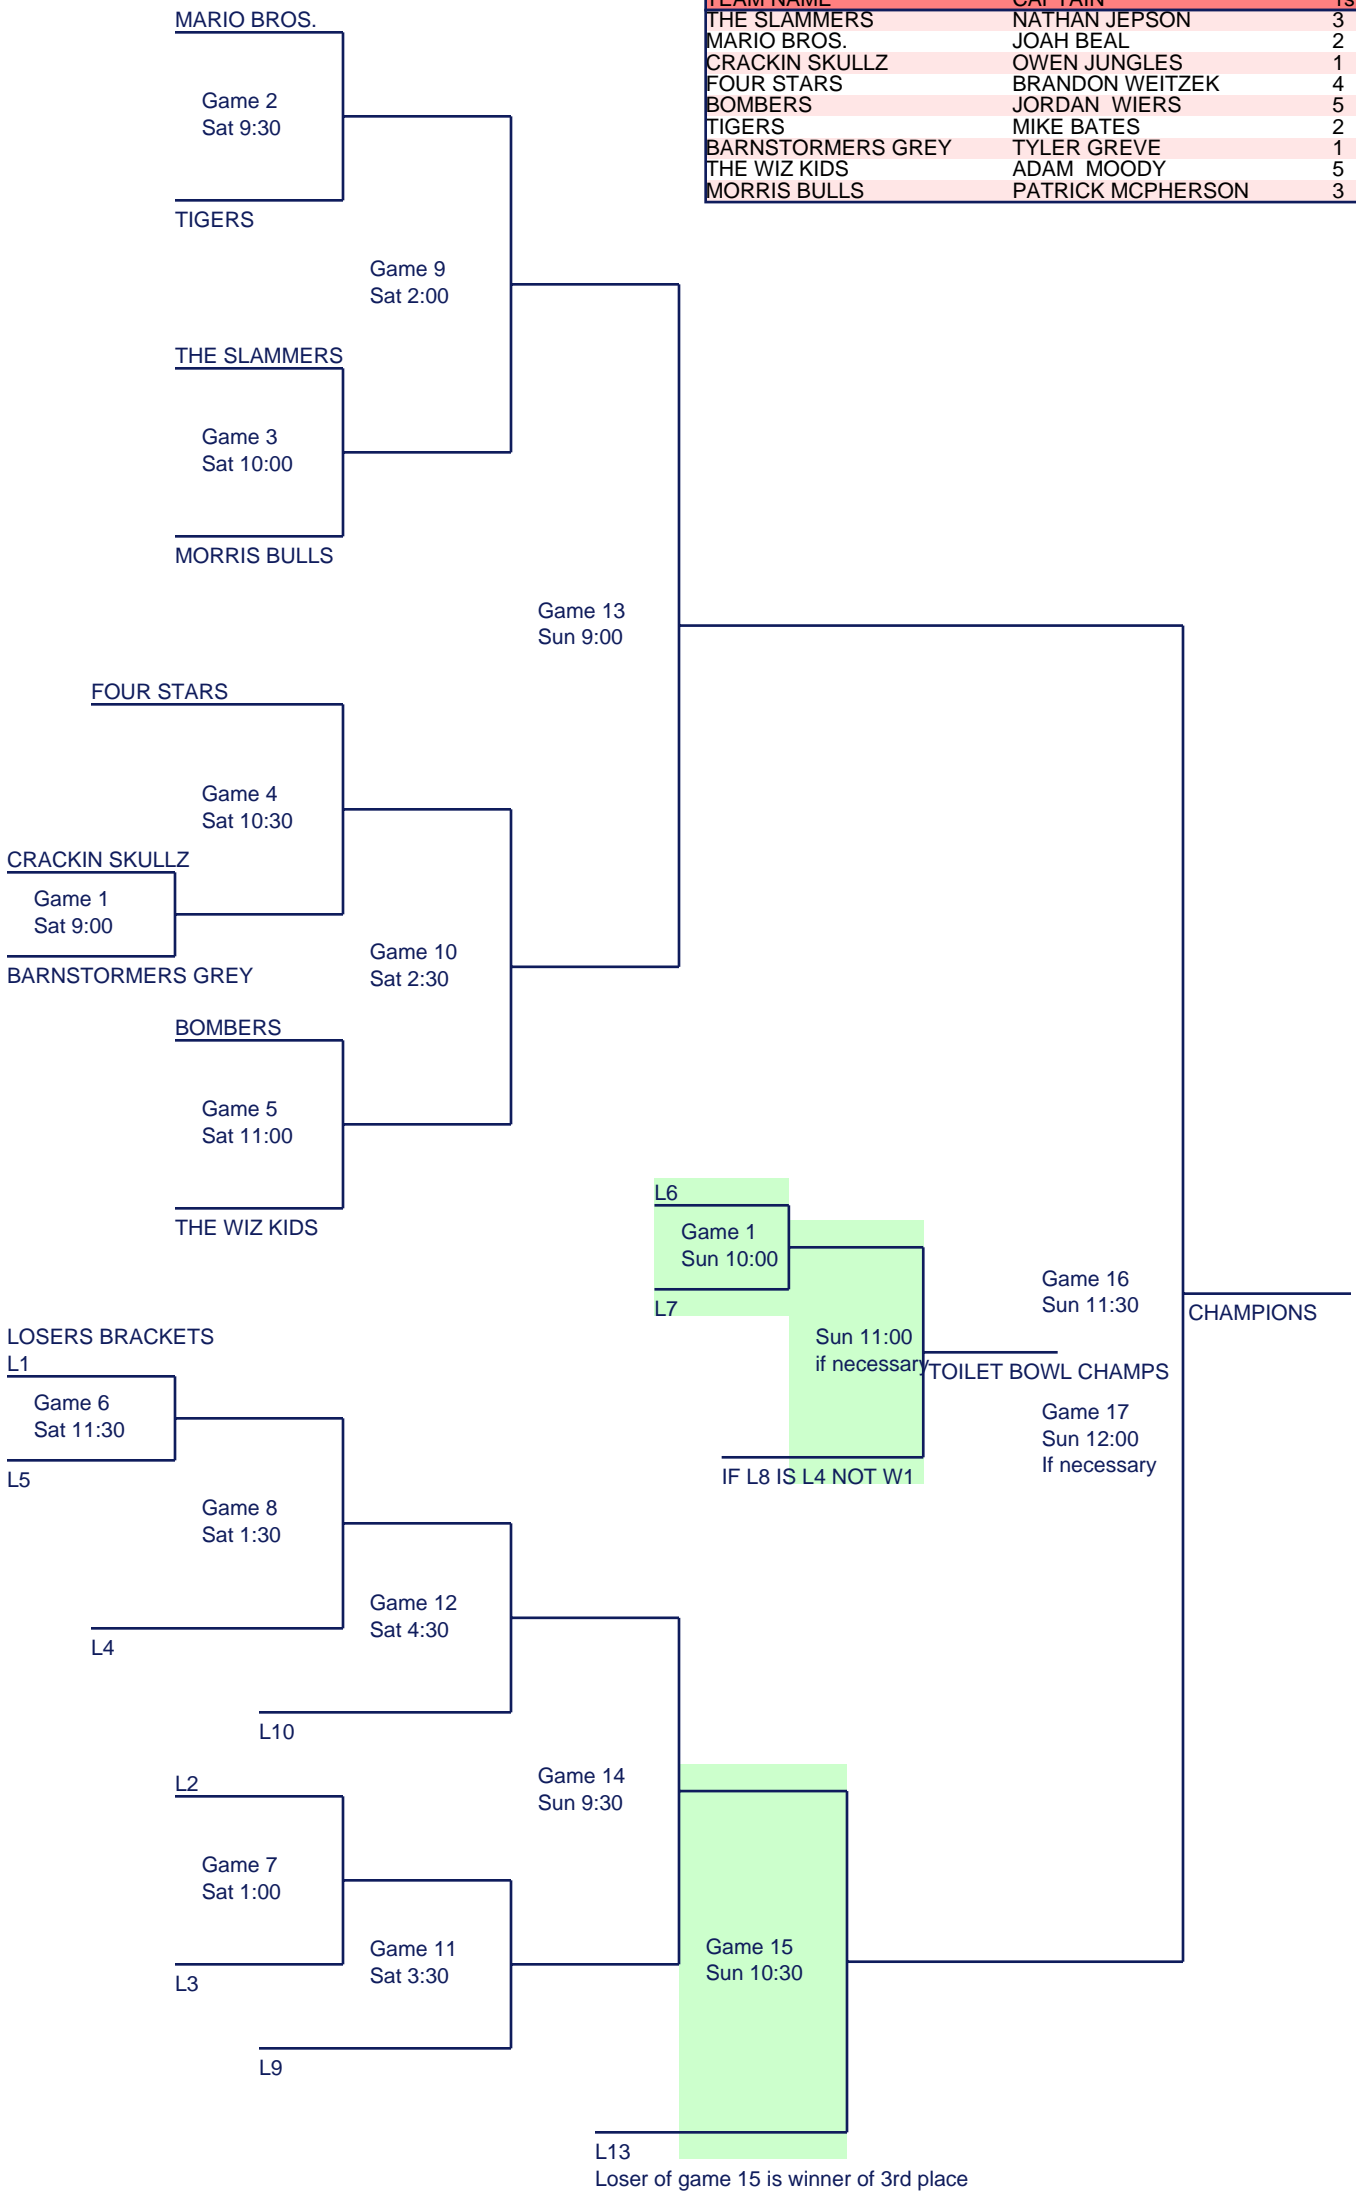 TEAM NAME CAPTAIN
THE SLAMMERS NATHAN JEPSON 3
MARIO BROS. JOAH BEAL 2
CRACKIN SKULLZ OWEN JUNGLES 1
FOUR STARS BRANDON WEITZEK 4
BOMBERS JORDAN WIERS 5
TIGERS MIKE BATES 2
BARNSTORMERS GREY TYLER GREVE 1
THE WIZ KIDS ADAM MOODY 5
MORRIS BULLS PATRICK MCPHERSON 3
MARIO BROS.
Game 2
Sat 9:30
TIGERS
Game 9
Sat 2:00
THE SLAMMERS
Game 3
Sat 10:00
MORRIS BULLS
Game 13
Sun 9:00
FOUR STARS
Game 4
Sat 10:30
CRACKIN SKULLZ
Game 1
Sat 9:00
BARNSTORMERS GREY
Game 10
Sat 2:30
BOMBERS
Game 5
Sat 11:00
THE WIZ KIDS
L6
Game 1
Sun 10:00
L7
Sun 11:00
if necessary
TOILET BOWL CHAMPS
IF L8 IS L4 NOT W1
Game 16
Sun 11:30
CHAMPIONS
Game 17
Sun 12:00
If necessary
LOSERS BRACKETS
L1
Game 6
Sat 11:30
L5
Game 8
Sat 1:30
L4
Game 12
Sat 4:30
L10
L2
Game 14
Sun 9:30
Game 7
Sat 1:00
L3
Game 11
Sat 3:30
L9
Game 15
Sun 10:30
L13
Loser of game 15 is winner of 3rd place